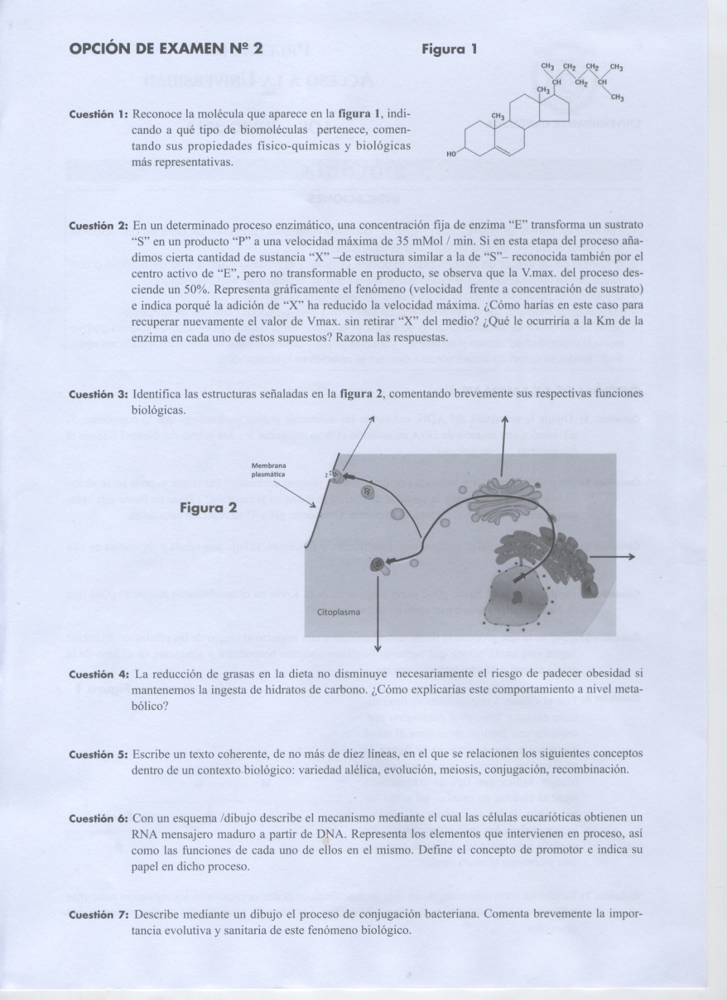 OPCIÓN DE EXAMEN Nº 2
Figura 1
CH3 CH2 CH2 CH3
CH CH2 CH
CH3
CH3
CH3
HO
Cuestión 1: Reconoce la molécula que aparece en la figura 1, indi-
cando a qué tipo de biomoléculas pertenece, comen-
tando sus propiedades físico-químicas y biológicas
más representativas.
Cuestión 2: En un determinado proceso enzimático, una concentración fija de enzima “E” transforma un sustrato
“S” en un producto “P” a una velocidad máxima de 35 mMol / min. Si en esta etapa del proceso aña-
dimos cierta cantidad de sustancia “X” –de estructura similar a la de “S”– reconocida también por el
centro activo de “E”, pero no transformable en producto, se observa que la V.max. del proceso des-
ciende un 50%. Representa gráficamente el fenómeno (velocidad frente a concentración de sustrato)
e indica porqué la adición de “X” ha reducido la velocidad máxima. ¿Cómo harías en este caso para
recuperar nuevamente el valor de Vmax. sin retirar “X” del medio? ¿Qué le ocurriría a la Km de la
enzima en cada uno de estos supuestos? Razona las respuestas.
Cuestión 3: Identifica las estructuras señaladas en la figura 2, comentando brevemente sus respectivas funciones
biológicas.
Membrana
plasmática
Figura 2
Citoplasma
Cuestión 4: La reducción de grasas en la dieta no disminuye necesariamente el riesgo de padecer obesidad si
mantenemos la ingesta de hidratos de carbono. ¿Cómo explicarías este comportamiento a nivel meta-
bólico?
Cuestión 5: Escribe un texto coherente, de no más de diez líneas, en el que se relacionen los siguientes conceptos
dentro de un contexto biológico: variedad alélica, evolución, meiosis, conjugación, recombinación.
Cuestión 6: Con un esquema /dibujo describe el mecanismo mediante el cual las células eucarióticas obtienen un
RNA mensajero maduro a partir de DNA. Representa los elementos que intervienen en proceso, así
como las funciones de cada uno de ellos en el mismo. Define el concepto de promotor e indica su
papel en dicho proceso.
Cuestión 7: Describe mediante un dibujo el proceso de conjugación bacteriana. Comenta brevemente la impor-
tancia evolutiva y sanitaria de este fenómeno biológico.